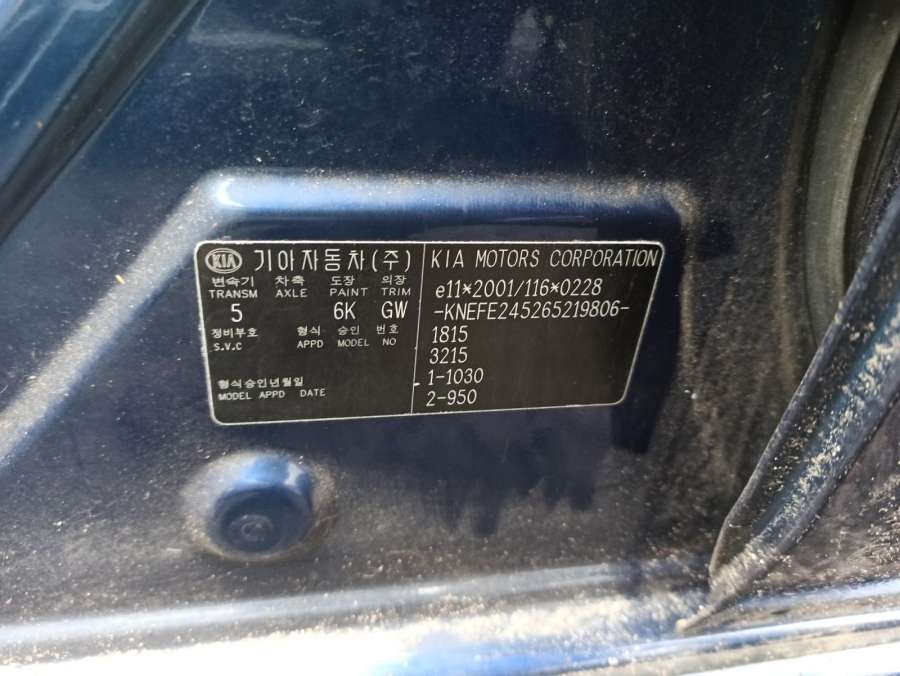 KIA 기아자동차(주)
변속기 차축 도장 의장
TRANSM AXLE PAINT TRIM
5 6K GW
정비부호 형식 승인 번호
S.V.C APPD MODEL NO
형식승인년월일
MODEL APPD DATE
KIA MOTORS CORPORATION
e11*2001/116*0228
-KNEFE245265219806-
1815
3215
1-1030
2-950